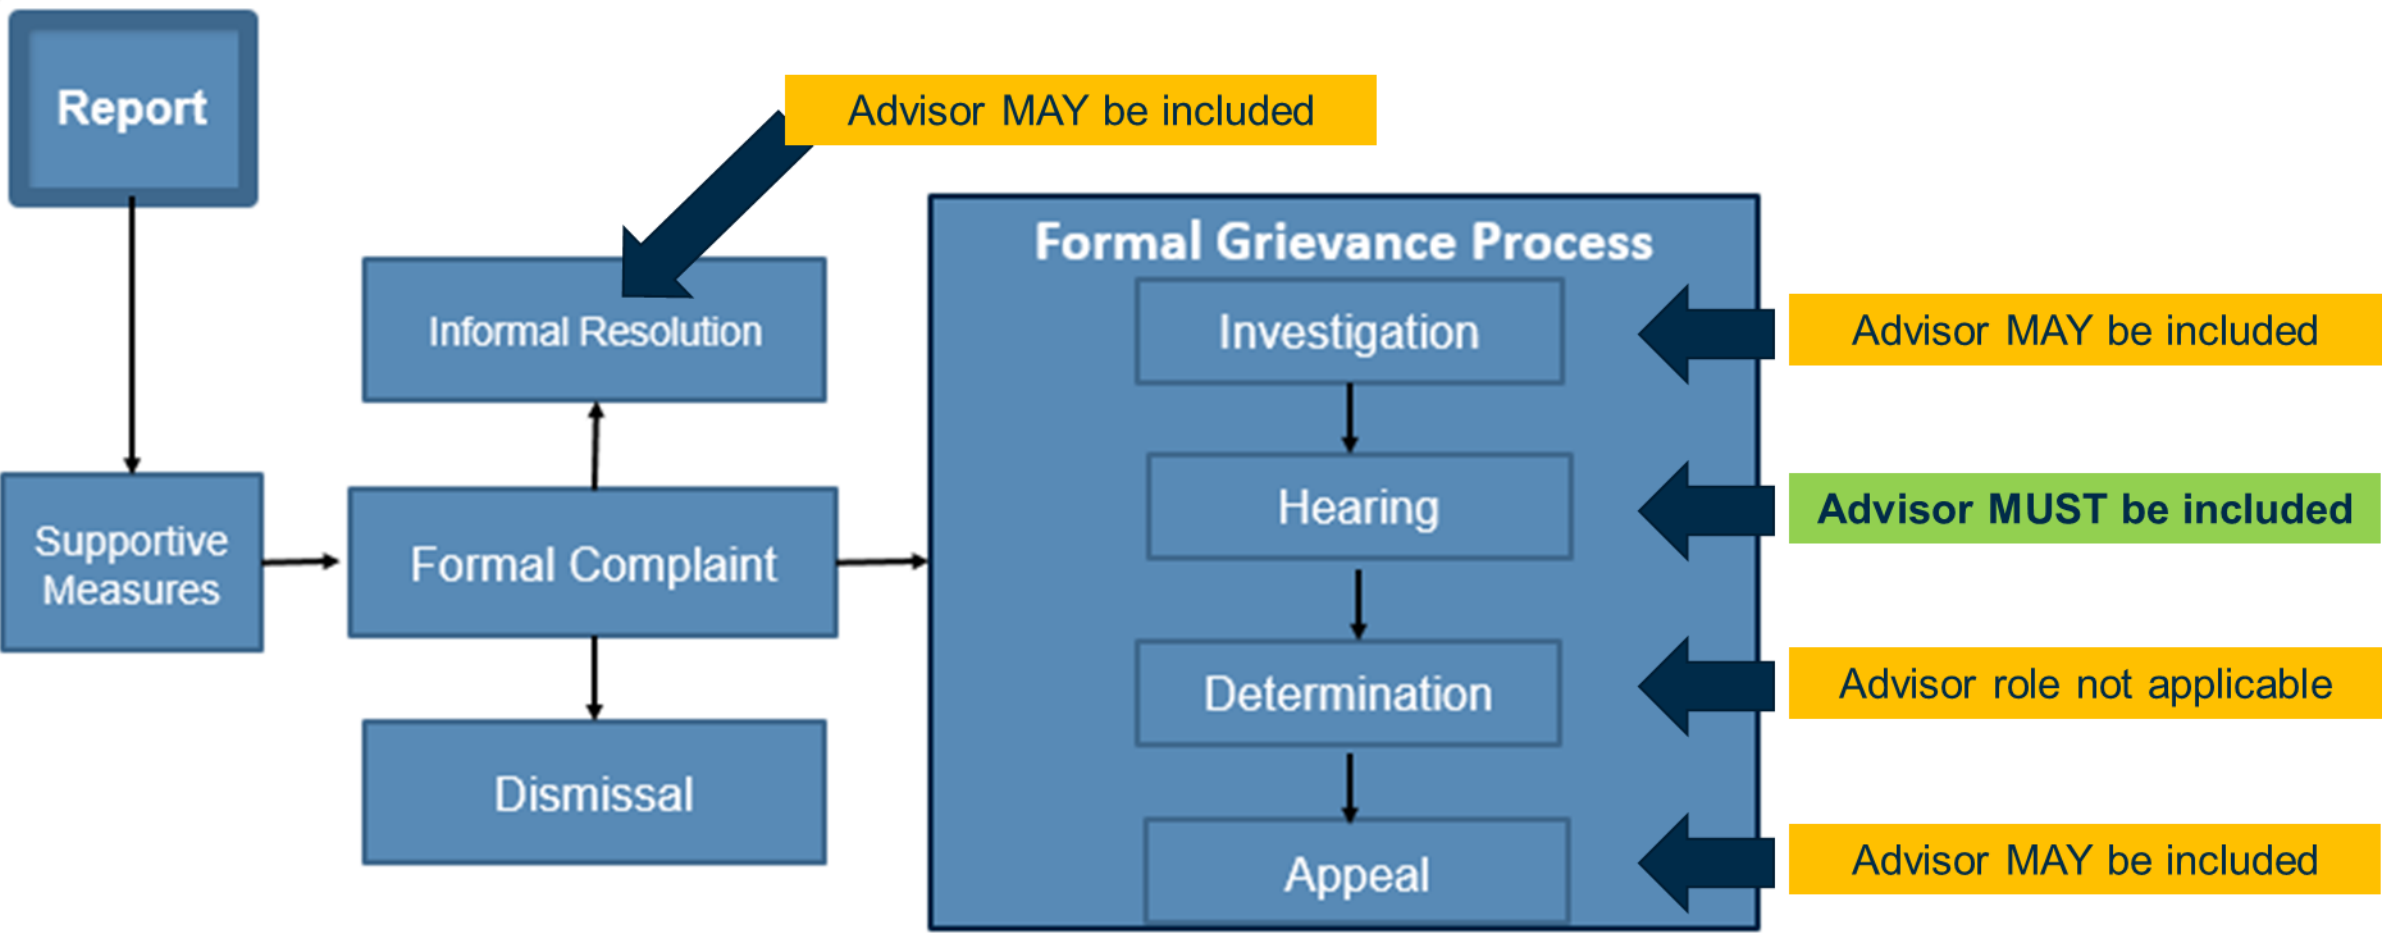 Report
Advisor MAY be included
Informal Resolution
Supportive
Measures
Formal Complaint
Dismissal
Formal Grievance Process
Investigation
Advisor MAY be included
Hearing
Advisor MUST be included
Determination
Advisor role not applicable
Appeal
Advisor MAY be included